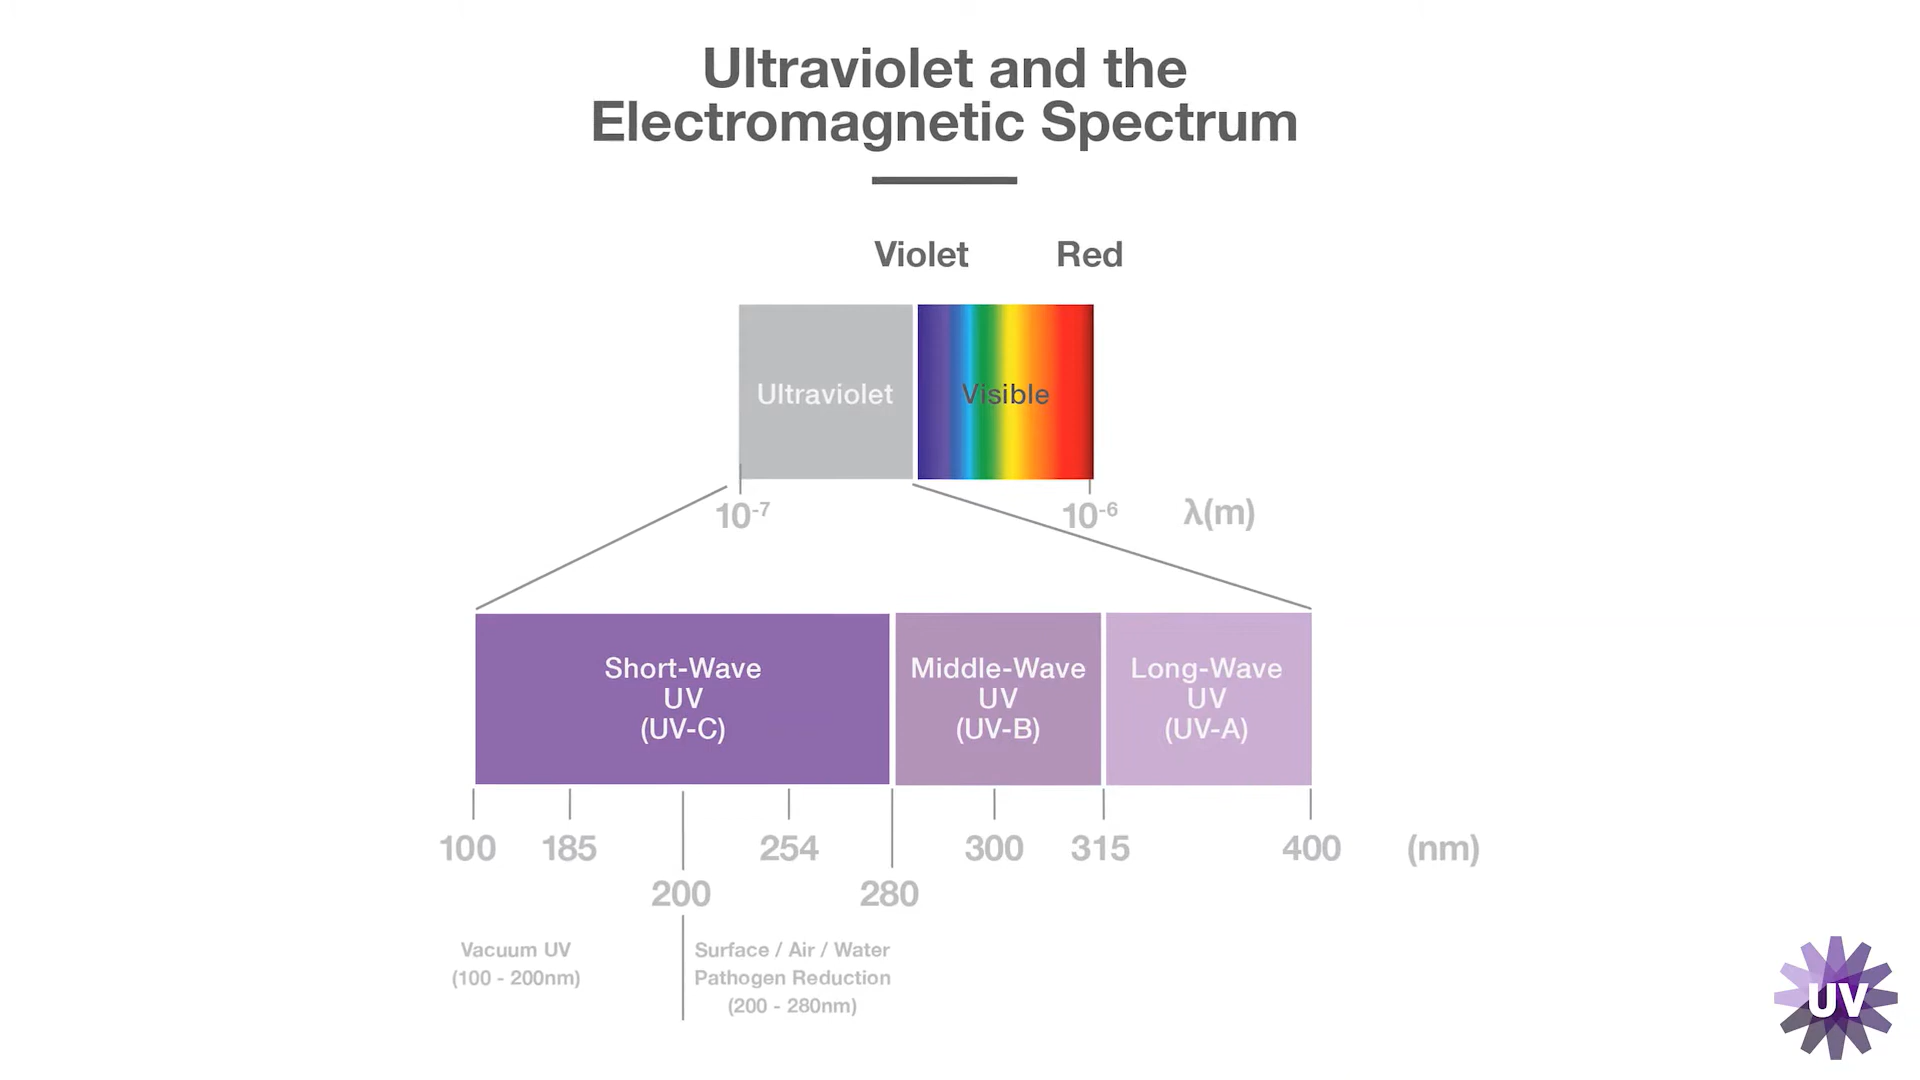 Ultraviolet and the
Electromagnetic Spectrum
Violet Red
Ultraviolet
Visible
10⁻⁷ 10⁻⁶ λ(m)
Short-Wave
UV
(UV-C)
Middle-Wave
UV
(UV-B)
Long-Wave
UV
(UV-A)
100 185 254 300 315 400 (nm)
200 280
Vacuum UV
(100 - 200nm)
Surface / Air / Water
Pathogen Reduction
(200 - 280nm)
UV